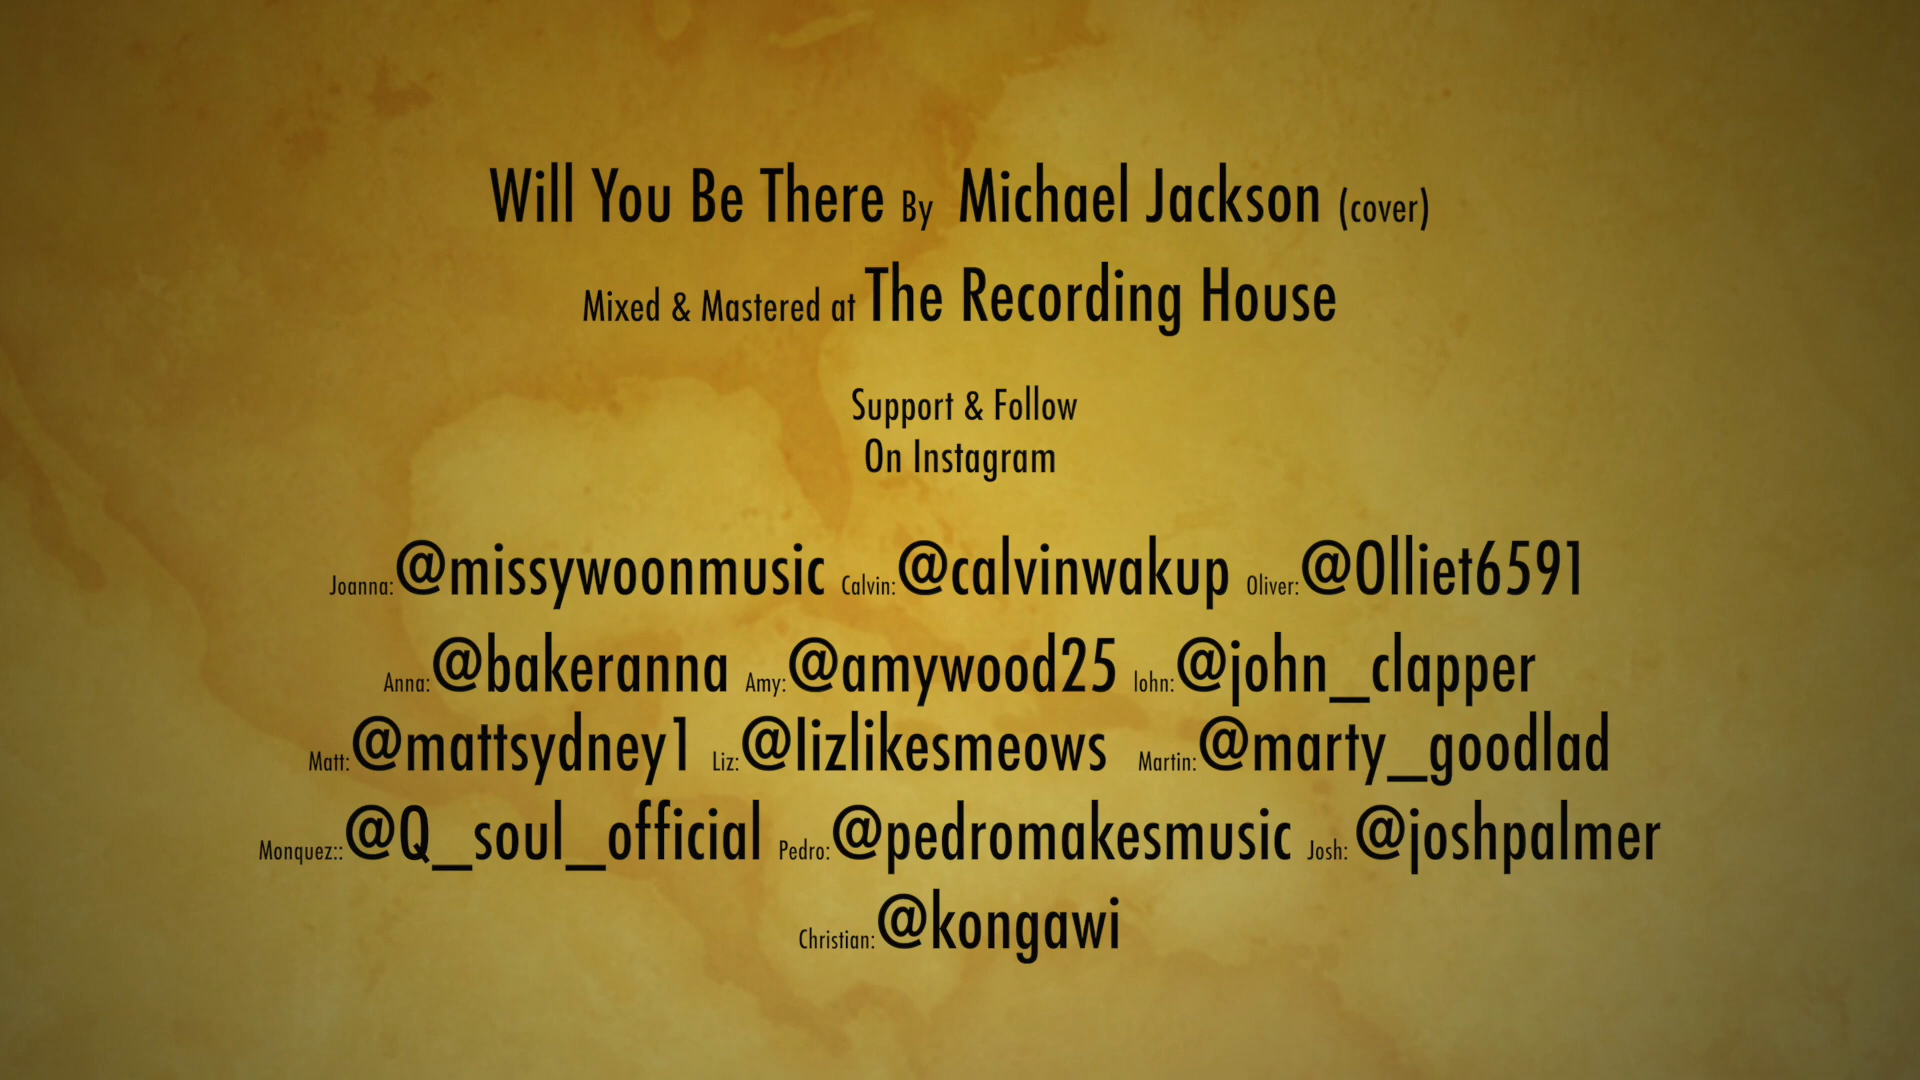 Will You Be There By Michael Jackson (cover)
Mixed & Mastered at The Recording House
Support & Follow
On Instagram
Joanna:@missywoonmusic Calvin:@calvinwakup Oliver:@Olliet6591
Anna:@bakeranna Amy:@amywood25 Iohn:@john_clapper
Matt:@mattsydney1 Liz:@lizlikesmeows Martin:@marty_goodlad
Monquez::@Q_soul_official Pedro:@pedromakesmusic Josh: @joshpalmer
Christian:@kongawi